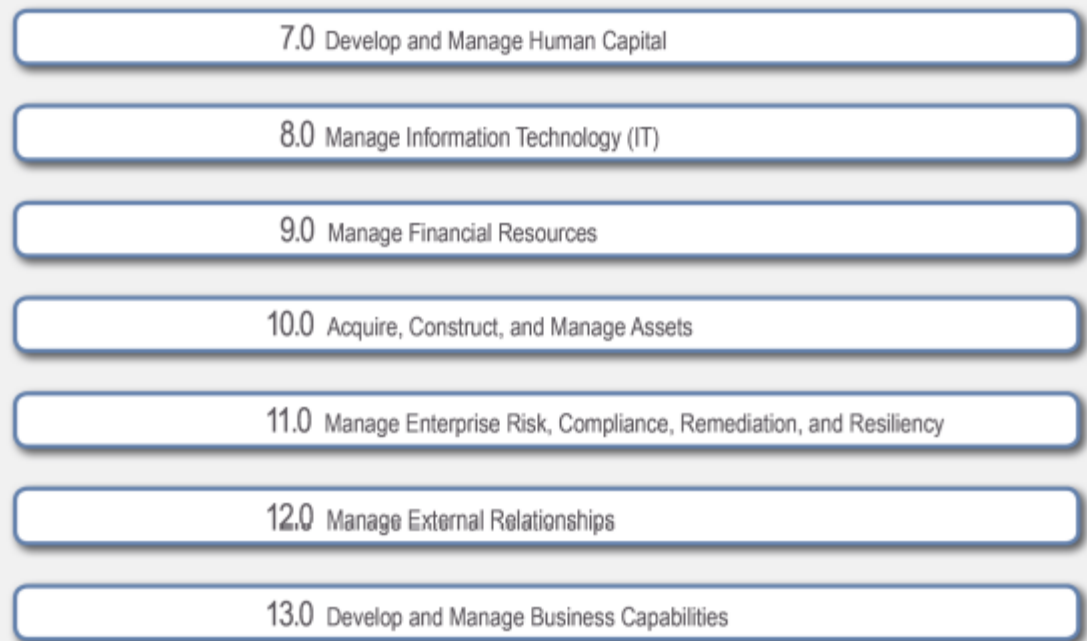 7.0 Develop and Manage Human Capital
8.0 Manage Information Technology (IT)
9.0 Manage Financial Resources
10.0 Acquire, Construct, and Manage Assets
11.0 Manage Enterprise Risk, Compliance, Remediation, and Resiliency
12.0 Manage External Relationships
13.0 Develop and Manage Business Capabilities